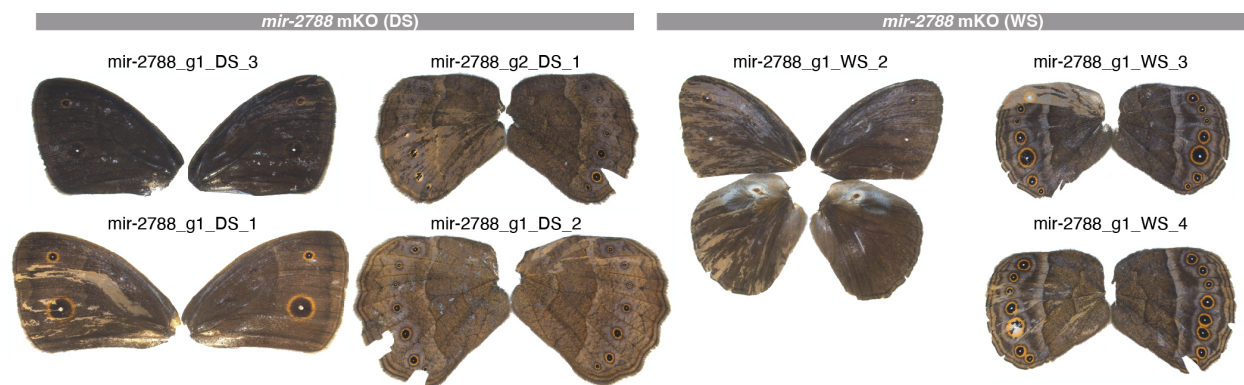 mir-2788 mKO (DS)
mir-2788 mKO (WS)
mir-2788_g1_DS_3
mir-2788_g2_DS_1
mir-2788_g1_WS_2
mir-2788_g1_WS_3
mir-2788_g1_DS_1
mir-2788_g1_DS_2
mir-2788_g1_WS_4